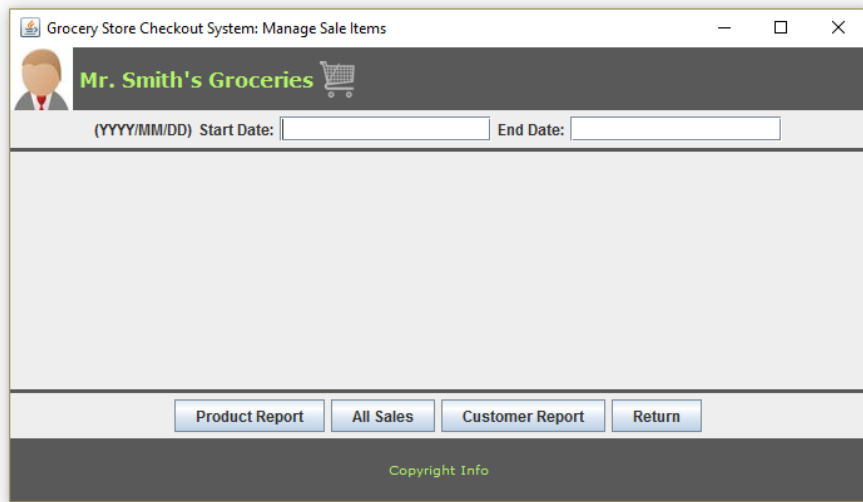 Grocery Store Checkout System: Manage Sale Items
Mr. Smith's Groceries
(YYYY/MM/DD) Start Date: End Date:
Product Report All Sales Customer Report Return
Copyright Info